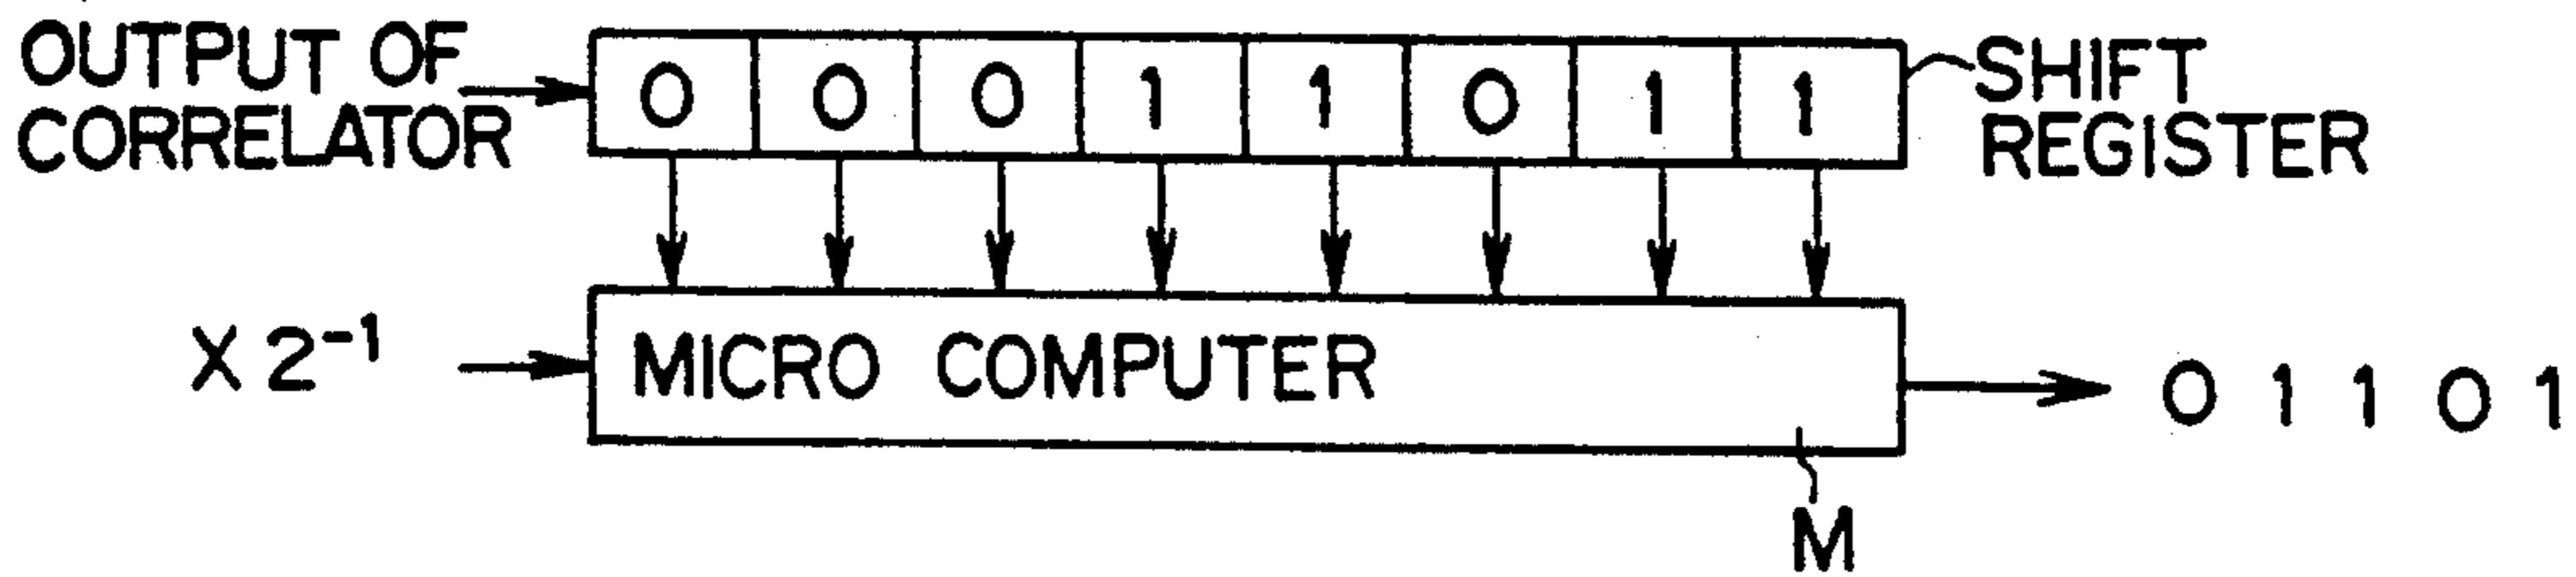 OUTPUT OF
CORRELATOR
0 0 0 1 1 0 1 1
SHIFT
REGISTER
X 2⁻¹
MICRO COMPUTER
0 1 1 0 1
M